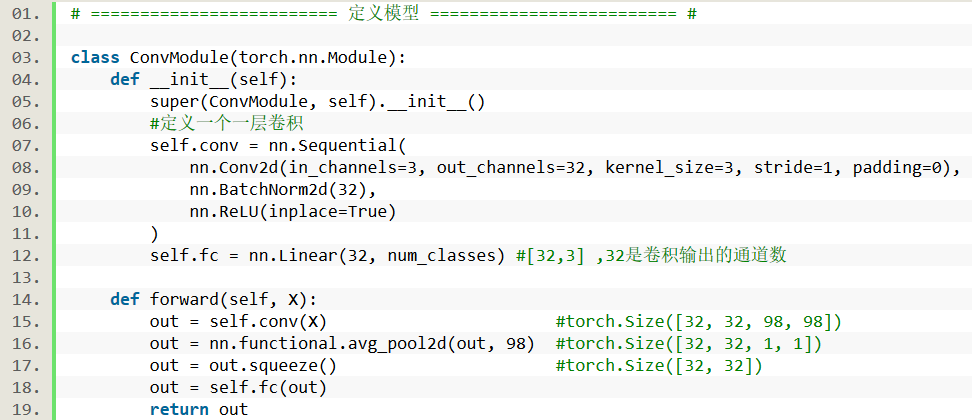 01. # ========================= 定义模型 ========================= #
02.
03. class ConvModule(torch.nn.Module):
04.     def __init__(self):
05.         super(ConvModule, self).__init__()
06.         #定义一个一层卷积
07.         self.conv = nn.Sequential(
08.             nn.Conv2d(in_channels=3, out_channels=32, kernel_size=3, stride=1, padding=0),
09.             nn.BatchNorm2d(32),
10.             nn.ReLU(inplace=True)
11.         )
12.         self.fc = nn.Linear(32, num_classes) #[32,3] ,32是卷积输出的通道数
13.
14.     def forward(self, X):
15.         out = self.conv(X)                       #torch.Size([32, 32, 98, 98])
16.         out = nn.functional.avg_pool2d(out, 98)  #torch.Size([32, 32, 1, 1])
17.         out = out.squeeze()                      #torch.Size([32, 32])
18.         out = self.fc(out)
19.         return out